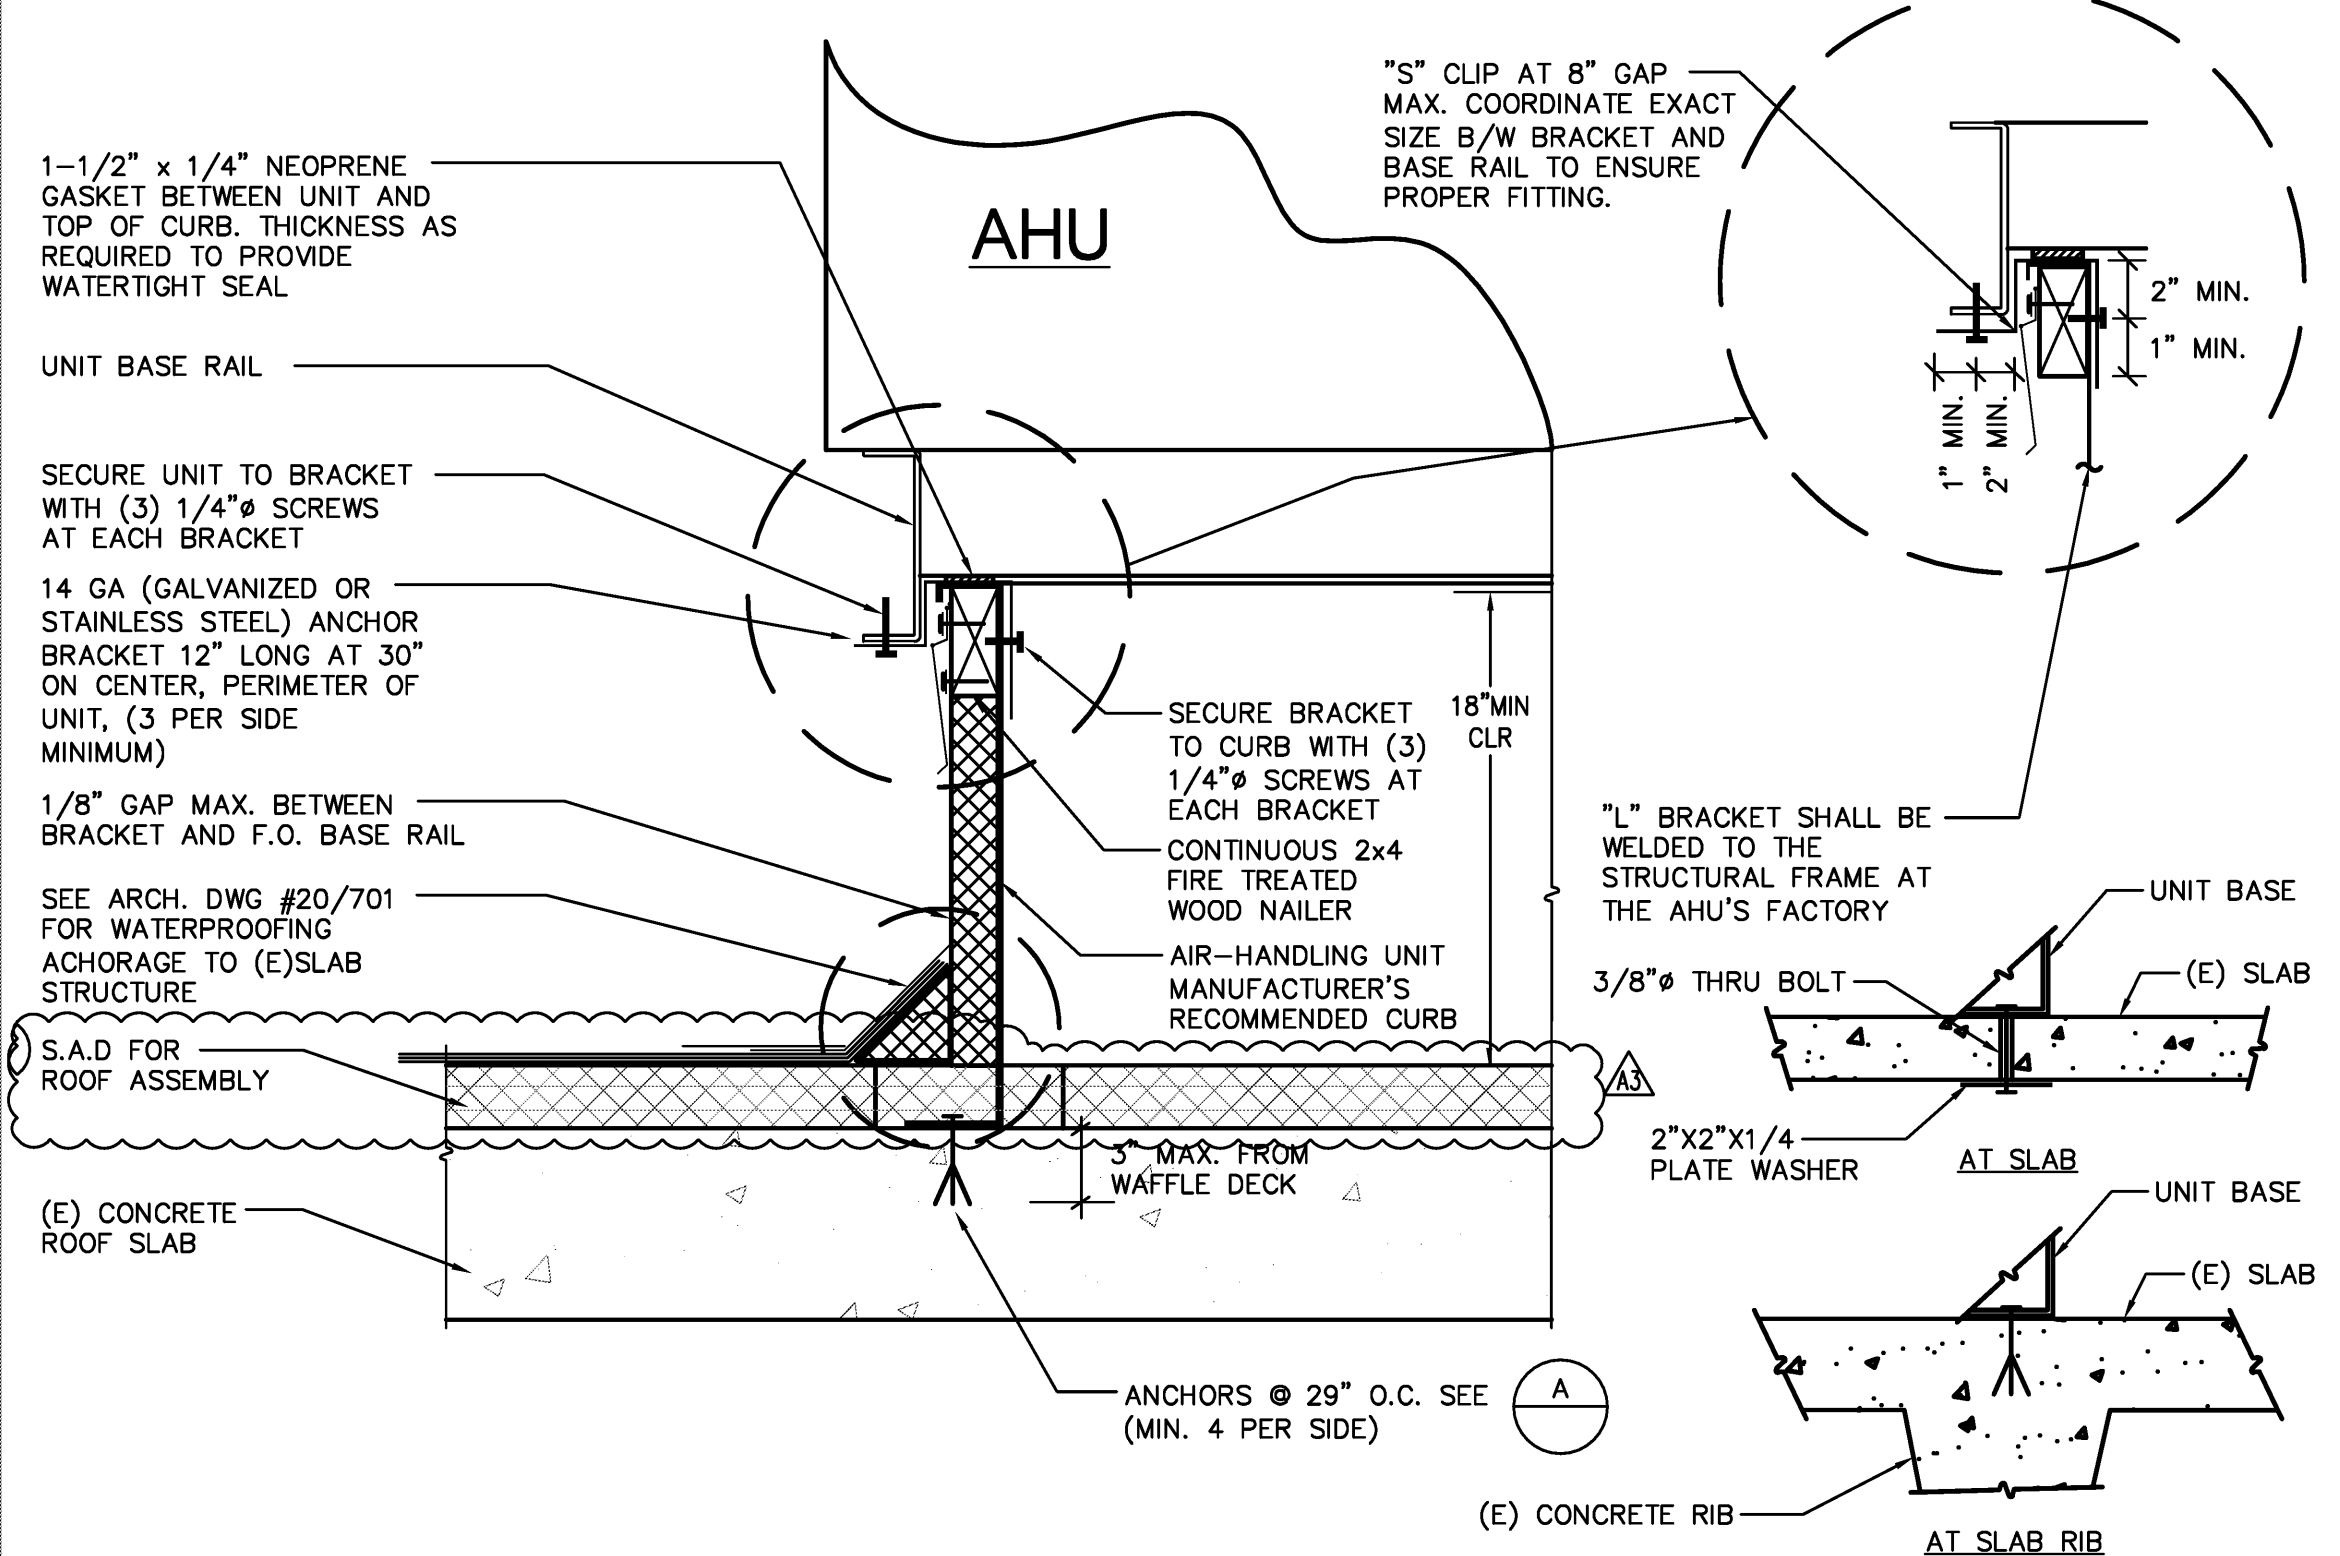 1-1/2" x 1/4" NEOPRENE
GASKET BETWEEN UNIT AND
TOP OF CURB. THICKNESS AS
REQUIRED TO PROVIDE
WATERTIGHT SEAL
UNIT BASE RAIL
SECURE UNIT TO BRACKET
WITH (3) 1/4"ø SCREWS
AT EACH BRACKET
14 GA (GALVANIZED OR
STAINLESS STEEL) ANCHOR
BRACKET 12" LONG AT 30"
ON CENTER, PERIMETER OF
UNIT, (3 PER SIDE
MINIMUM)
1/8" GAP MAX. BETWEEN
BRACKET AND F.O. BASE RAIL
SEE ARCH. DWG #20/701
FOR WATERPROOFING
ACHORAGE TO (E)SLAB
STRUCTURE
S.A.D FOR
ROOF ASSEMBLY
(E) CONCRETE
ROOF SLAB
AHU
"S" CLIP AT 8" GAP
MAX. COORDINATE EXACT
SIZE B/W BRACKET AND
BASE RAIL TO ENSURE
PROPER FITTING.
2" MIN.
1" MIN.
1" MIN.
2" MIN.
SECURE BRACKET
TO CURB WITH (3)
1/4"ø SCREWS AT
EACH BRACKET
18"MIN
CLR
CONTINUOUS 2x4
FIRE TREATED
WOOD NAILER
AIR-HANDLING UNIT
MANUFACTURER'S
RECOMMENDED CURB
A3
3" MAX. FROM
WAFFLE DECK
ANCHORS @ 29" O.C. SEE
(MIN. 4 PER SIDE)
A
"L" BRACKET SHALL BE
WELDED TO THE
STRUCTURAL FRAME AT
THE AHU'S FACTORY
UNIT BASE
(E) SLAB
3/8"ø THRU BOLT
2"X2"X1/4
PLATE WASHER
AT SLAB
UNIT BASE
(E) SLAB
(E) CONCRETE RIB
AT SLAB RIB